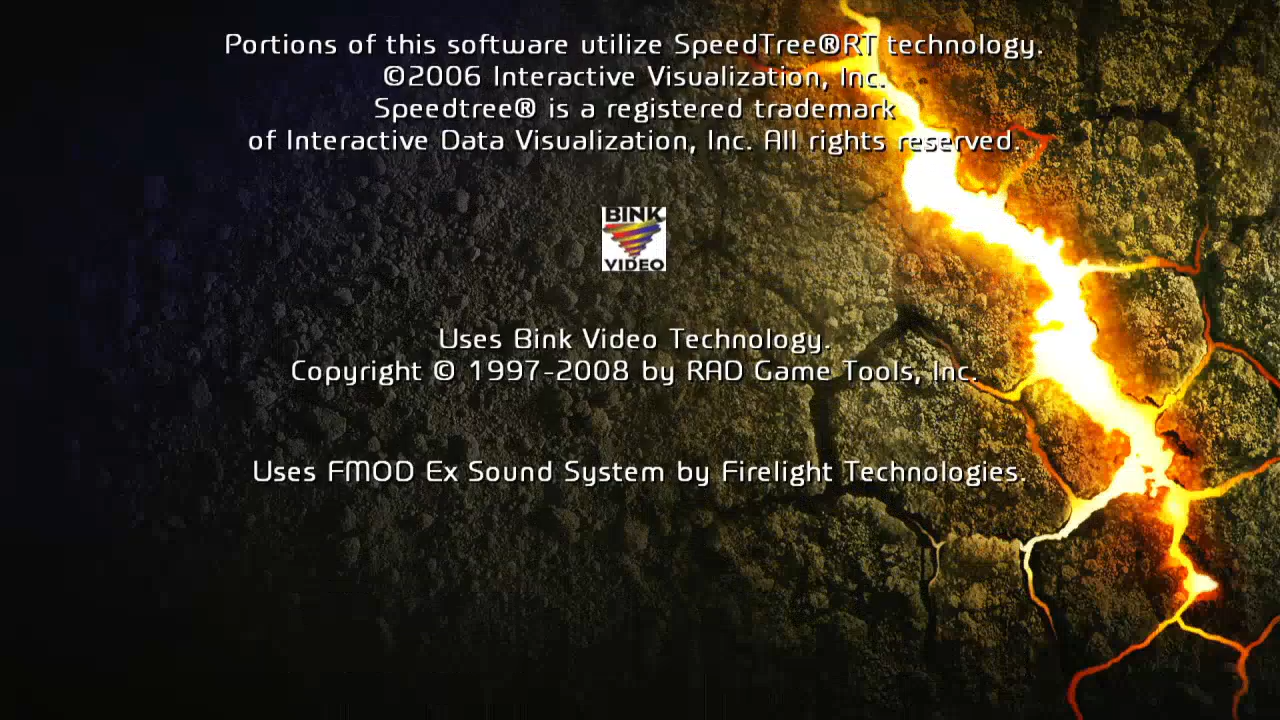 Portions of this software utilize SpeedTree®RT technology.
©2006 Interactive Visualization, Inc.
Speedtree® is a registered trademark
of Interactive Data Visualization, Inc. All rights reserved.
BINK
VIDEO
Uses Bink Video Technology.
Copyright © 1997-2008 by RAD Game Tools, Inc.
Uses FMOD Ex Sound System by Firelight Technologies.